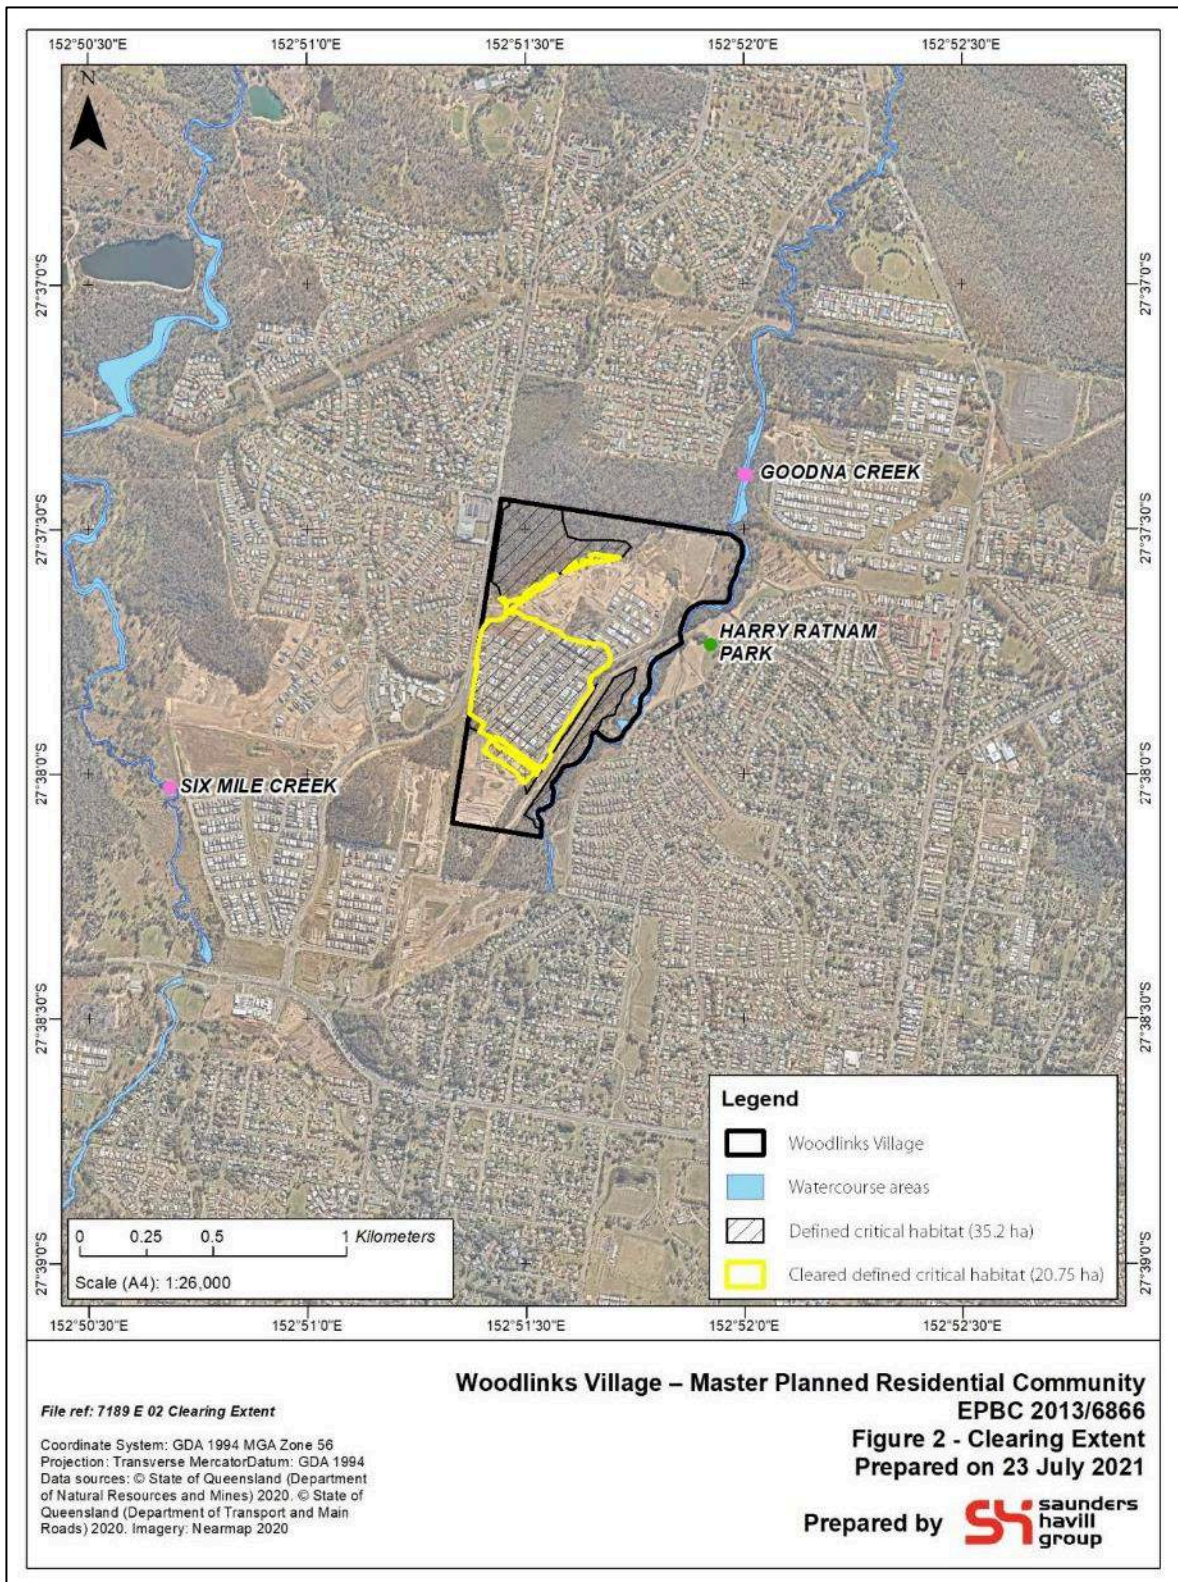 152°50'30"E 152°51'0"E 152°51'30"E 152°52'0"E 152°52'30"E
N
27°37'0"S 27°37'0"S
GOODNA CREEK
27°37'30"S 27°37'30"S
HARRY RATNAM
PARK
27°38'0"S 27°38'0"S
SIX MILE CREEK
27°38'30"S 27°38'30"S
Legend
Woodlinks Village
Watercourse areas
Defined critical habitat (35.2 ha)
Cleared defined critical habitat (20.75 ha)
0 0.25 0.5 1 Kilometers
Scale (A4): 1:26,000
27°39'0"S 27°39'0"S
152°50'30"E 152°51'0"E 152°51'30"E 152°52'0"E 152°52'30"E
Woodlinks Village – Master Planned Residential Community
EPBC 2013/6866
Figure 2 - Clearing Extent
Prepared on 23 July 2021
File ref: 7189 E 02 Clearing Extent
Coordinate System: GDA 1994 MGA Zone 56
Projection: Transverse MercatorDatum: GDA 1994
Data sources: © State of Queensland (Department
of Natural Resources and Mines) 2020. © State of
Queensland (Department of Transport and Main
Roads) 2020. Imagery: Nearmap 2020
Prepared by
saunders
havill
group